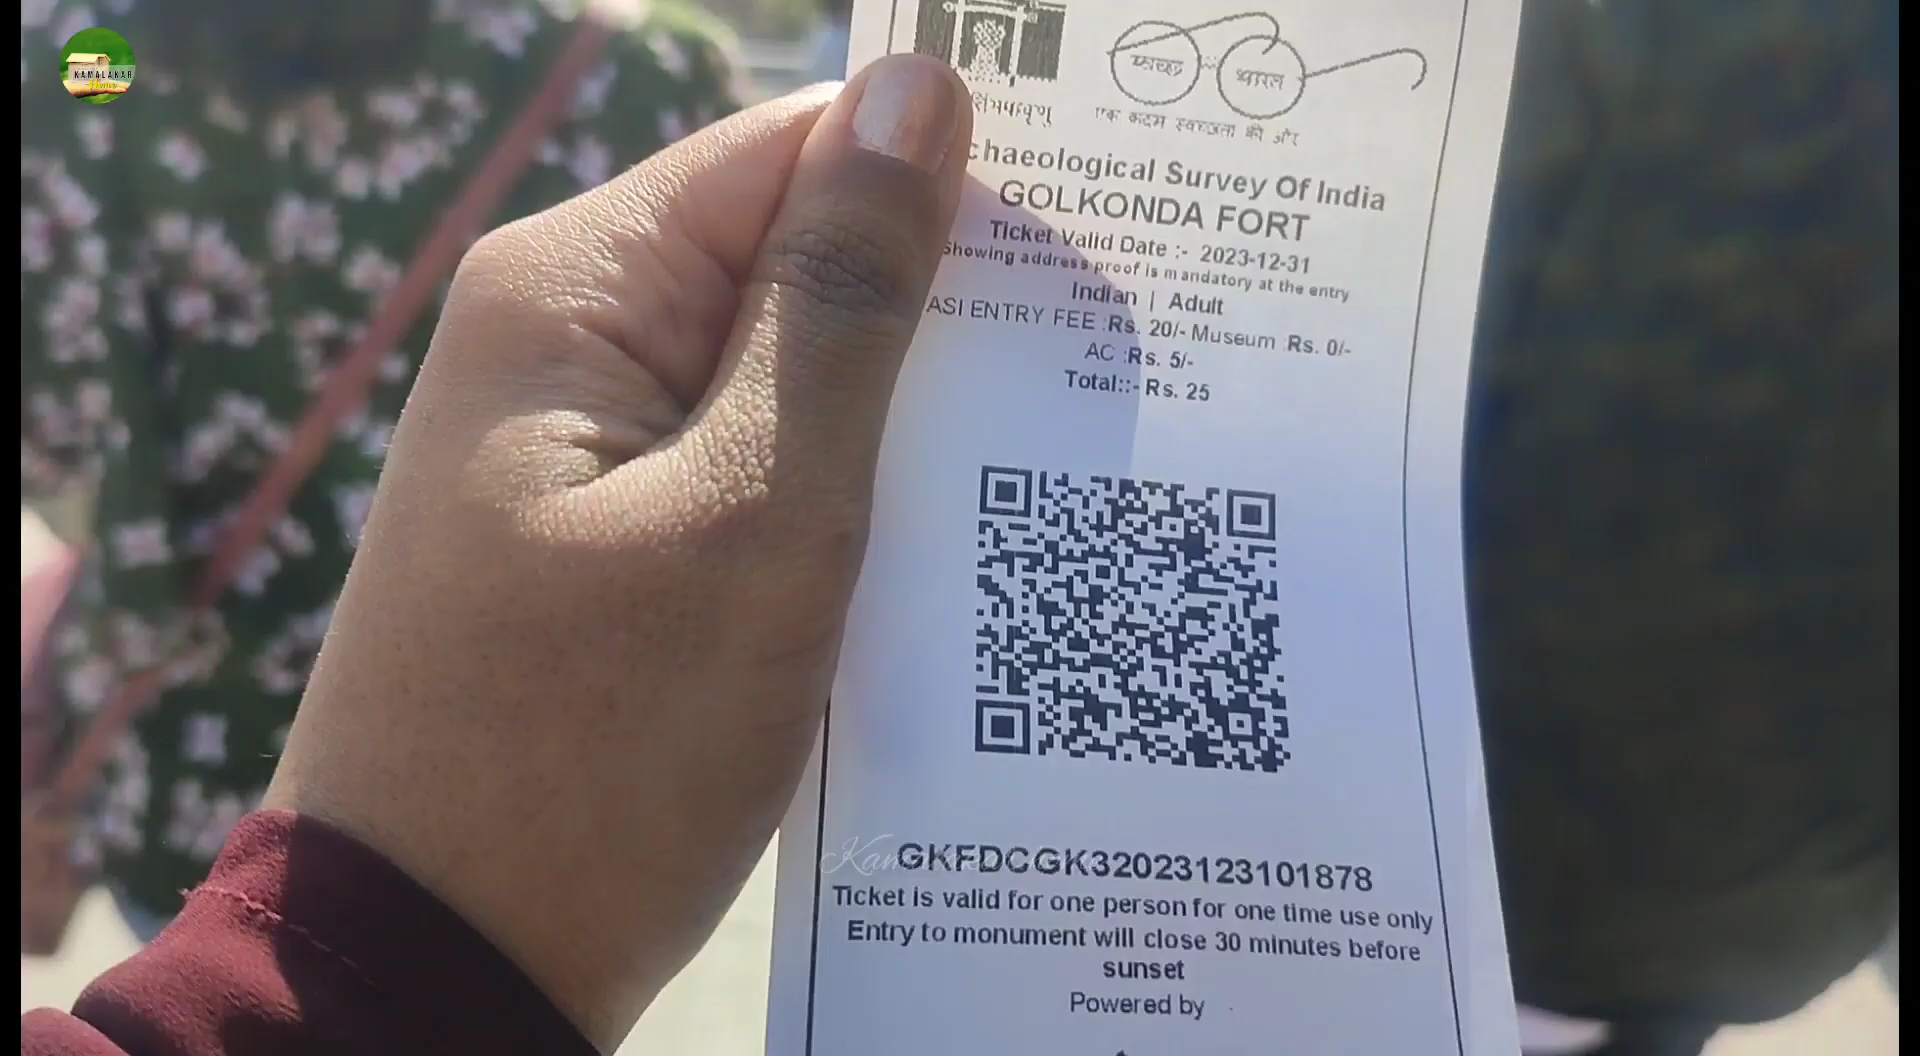 KAMALAKAR
Home
स्वच्छ भारत
एक कदम स्वच्छता की ओर
chaeological Survey Of India
GOLKONDA FORT
Ticket Valid Date :- 2023-12-31
Showing address proof is mandatory at the entry
Indian | Adult
ASI ENTRY FEE :Rs. 20/- Museum :Rs. 0/-
AC :Rs. 5/-
Total::- Rs. 25
GKFDCGK32023123101878
Ticket is valid for one person for one time use only
Entry to monument will close 30 minutes before
sunset
Powered by